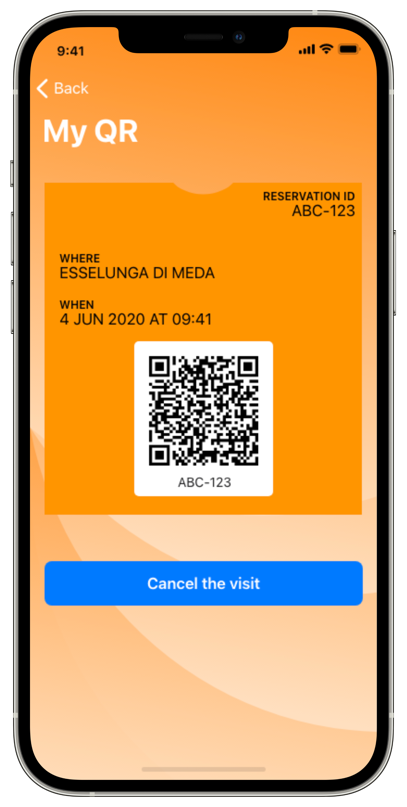 9:41
Back
My QR
RESERVATION ID
ABC-123
WHERE
ESSELUNGA DI MEDA
WHEN
4 JUN 2020 AT 09:41
ABC-123
Cancel the visit